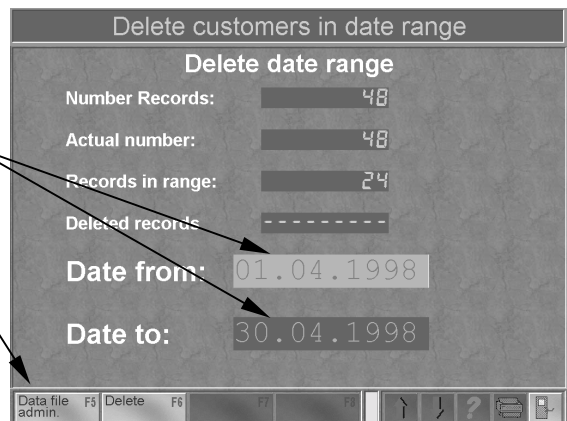 Delete customers in date range
Delete date range
Number Records: 48
Actual number: 48
Records in range: 24
Deleted records ---------
Date from: 01.04.1998
Date to: 30.04.1998
Data file admin. F5 Delete F6 F7 F8 ?